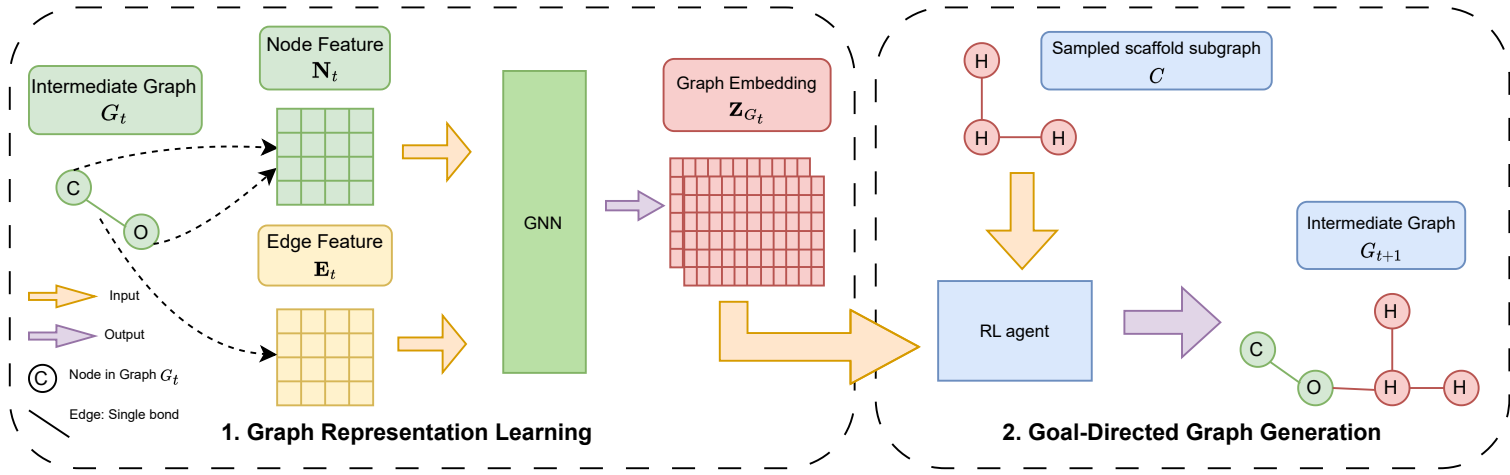 Intermediate Graph
G_t
Node Feature
N_t
C
O
Edge Feature
E_t
Input
Output
C
Node in Graph G_t
Edge: Single bond
GNN
Graph Embedding
Z_{G_t}
1. Graph Representation Learning
H
H
H
Sampled scaffold subgraph
C
RL agent
Intermediate Graph
G_{t+1}
C
O
H
H
H
2. Goal-Directed Graph Generation